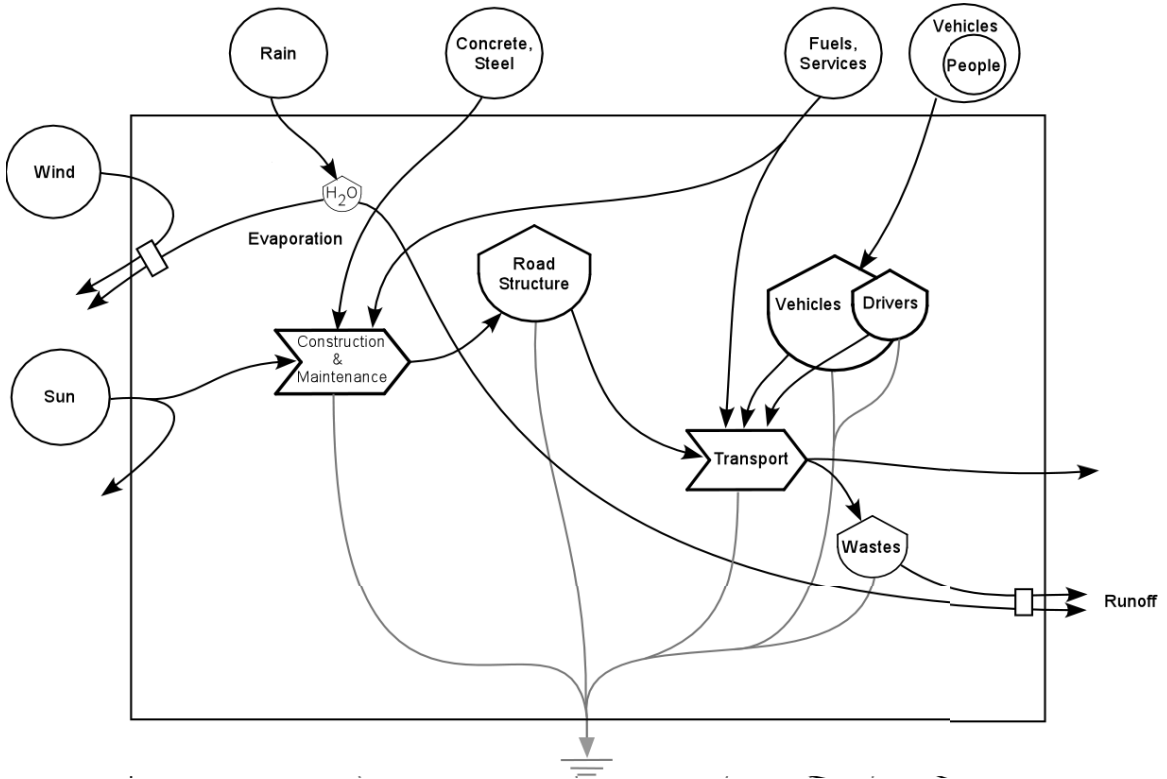 Rain
Concrete,
Steel
Fuels,
Services
Vehicles
People
Wind
H2O
Evaporation
Road
Structure
Vehicles
Drivers
Construction
&
Maintenance
Sun
Transport
Wastes
Runoff